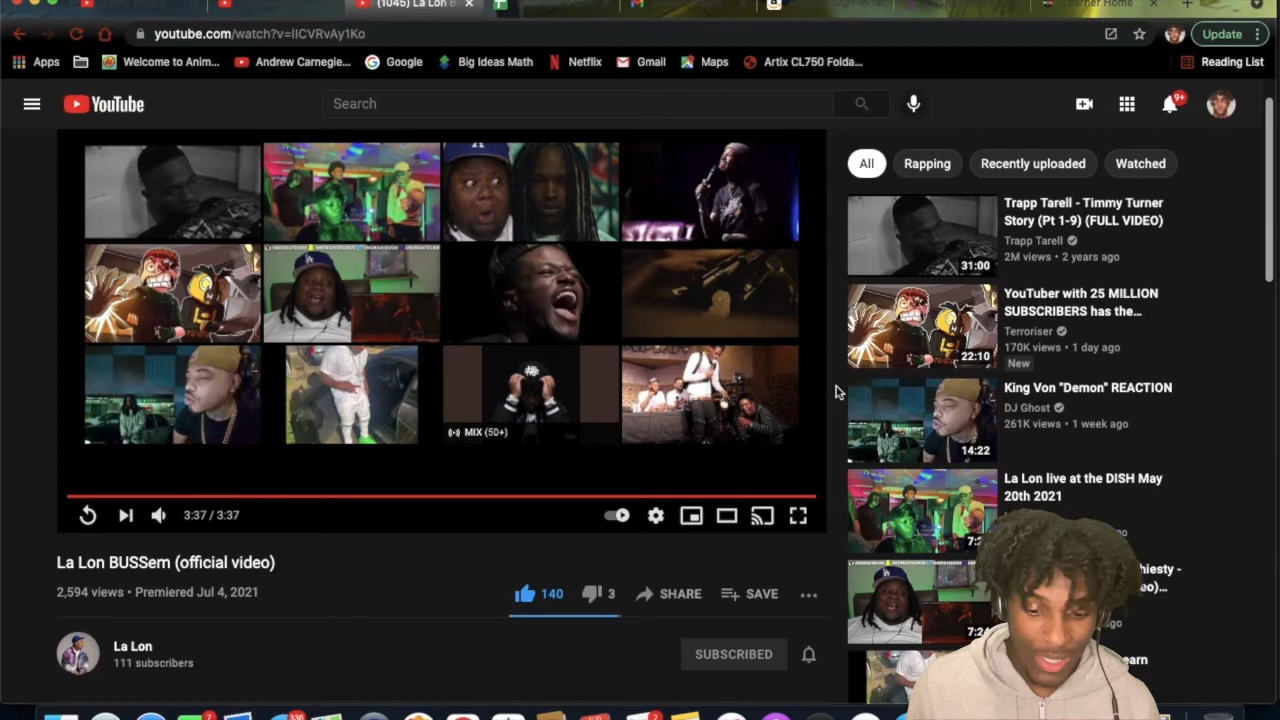 (1045) La Lon B
Learner Home
youtube.com/watch?v=lICVRvAy1Ko
Update
Apps
Welcome to Anim...
Andrew Carnegie...
Google
Big Ideas Math
Netflix
Gmail
Maps
Artix CL750 Folda...
Reading List
YouTube
Search
9+
All
Rapping
Recently uploaded
Watched
Trapp Tarell - Timmy Turner
Story (Pt 1-9) (FULL VIDEO)
Trapp Tarell
2M views • 2 years ago
31:00
YouTuber with 25 MILLION
SUBSCRIBERS has the...
Terroriser
170K views • 1 day ago
New
22:10
King Von "Demon" REACTION
DJ Ghost
261K views • 1 week ago
14:22
La Lon live at the DISH May
20th 2021
MIX (50+)
3:37 / 3:37
La Lon BUSSem (official video)
2,594 views • Premiered Jul 4, 2021
140
3
SHARE
SAVE
La Lon
111 subscribers
SUBSCRIBED
7:24